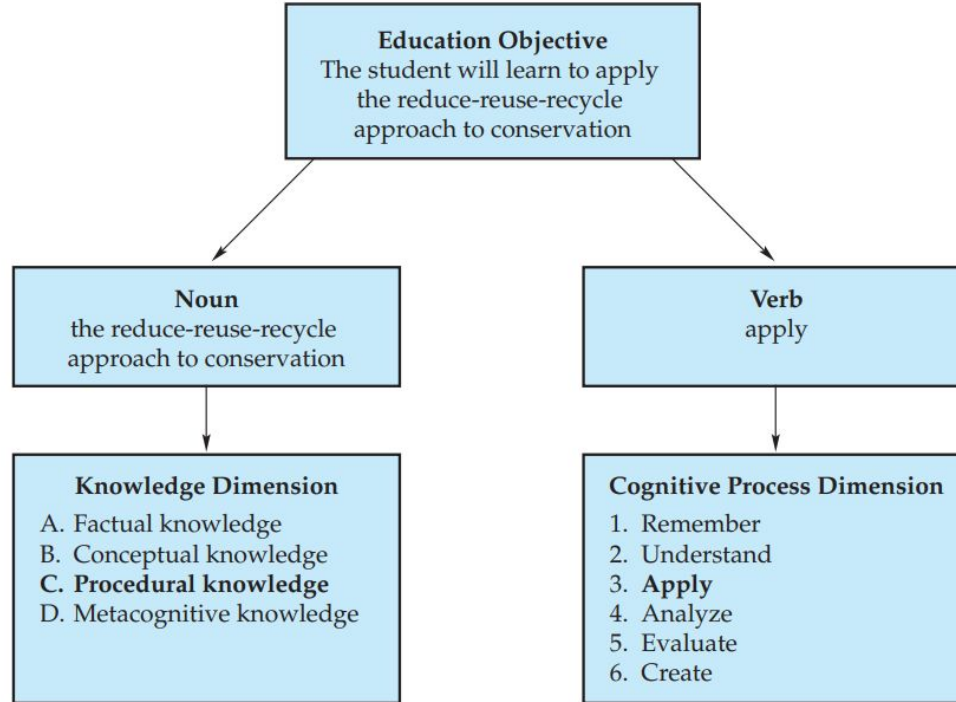 Education Objective
The student will learn to apply
the reduce-reuse-recycle
approach to conservation
Noun
the reduce-reuse-recycle
approach to conservation
Verb
apply
Knowledge Dimension
A. Factual knowledge
B. Conceptual knowledge
C. Procedural knowledge
D. Metacognitive knowledge
Cognitive Process Dimension
1. Remember
2. Understand
3. Apply
4. Analyze
5. Evaluate
6. Create